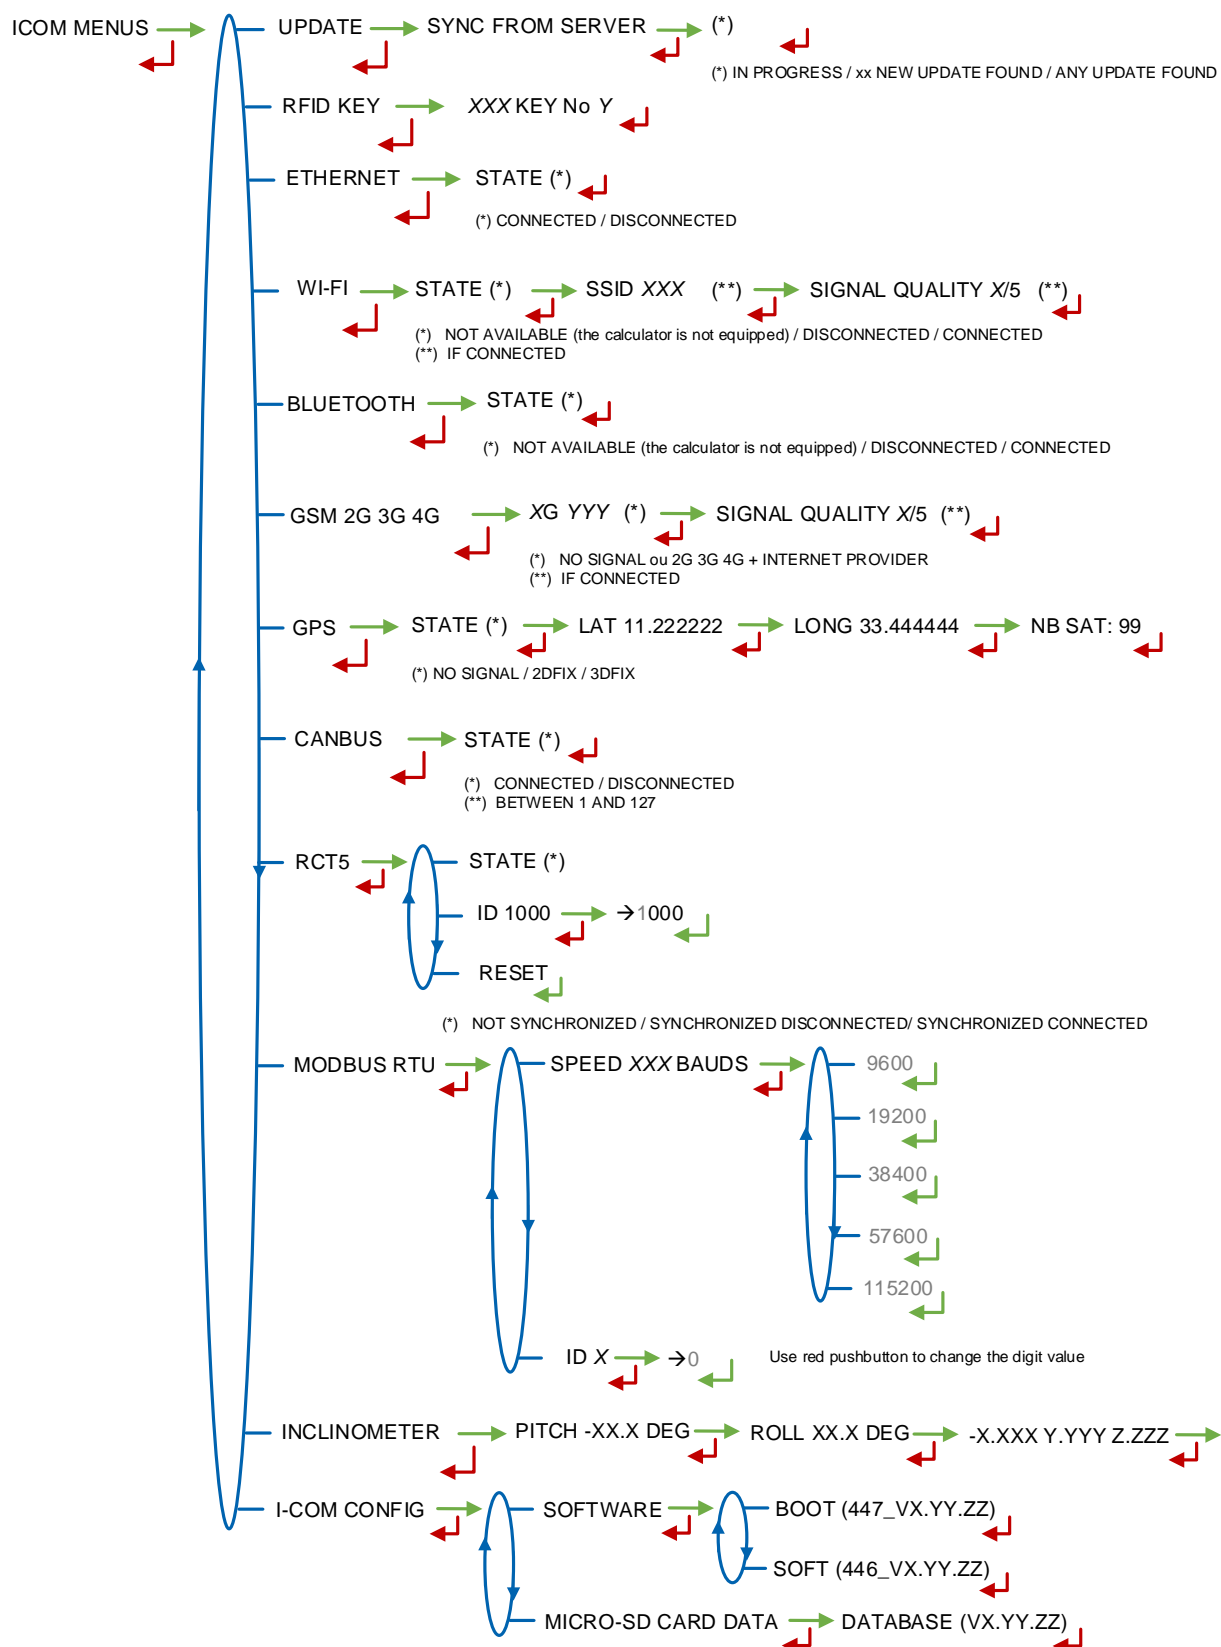 ICOM MENUS
UPDATE
SYNC FROM SERVER
(*)
(*) IN PROGRESS / xx NEW UPDATE FOUND / ANY UPDATE FOUND
RFID KEY
XXX KEY No Y
ETHERNET
STATE (*)
(*) CONNECTED / DISCONNECTED
WI-FI
STATE (*)
SSID XXX (**)
SIGNAL QUALITY X/5 (**)
(*) NOT AVAILABLE (the calculator is not equipped) / DISCONNECTED / CONNECTED
(**) IF CONNECTED
BLUETOOTH
STATE (*)
(*) NOT AVAILABLE (the calculator is not equipped) / DISCONNECTED / CONNECTED
GSM 2G 3G 4G
XG YYY (*)
SIGNAL QUALITY X/5 (**)
(*) NO SIGNAL ou 2G 3G 4G + INTERNET PROVIDER
(**) IF CONNECTED
GPS
STATE (*)
LAT 11.222222
LONG 33.444444
NB SAT: 99
(*) NO SIGNAL / 2DFIX / 3DFIX
CANBUS
STATE (*)
(*) CONNECTED / DISCONNECTED
(**) BETWEEN 1 AND 127
RCT5
STATE (*)
ID 1000
→1000
RESET
(*) NOT SYNCHRONIZED / SYNCHRONIZED DISCONNECTED/ SYNCHRONIZED CONNECTED
MODBUS RTU
SPEED XXX BAUDS
9600
19200
38400
57600
115200
ID X
→0
Use red pushbutton to change the digit value
INCLINOMETER
PITCH -XX.X DEG
ROLL XX.X DEG
-X.XXX Y.YYY Z.ZZZ
I-COM CONFIG
SOFTWARE
BOOT (447_VX.YY.ZZ)
SOFT (446_VX.YY.ZZ)
MICRO-SD CARD DATA
DATABASE (VX.YY.ZZ)